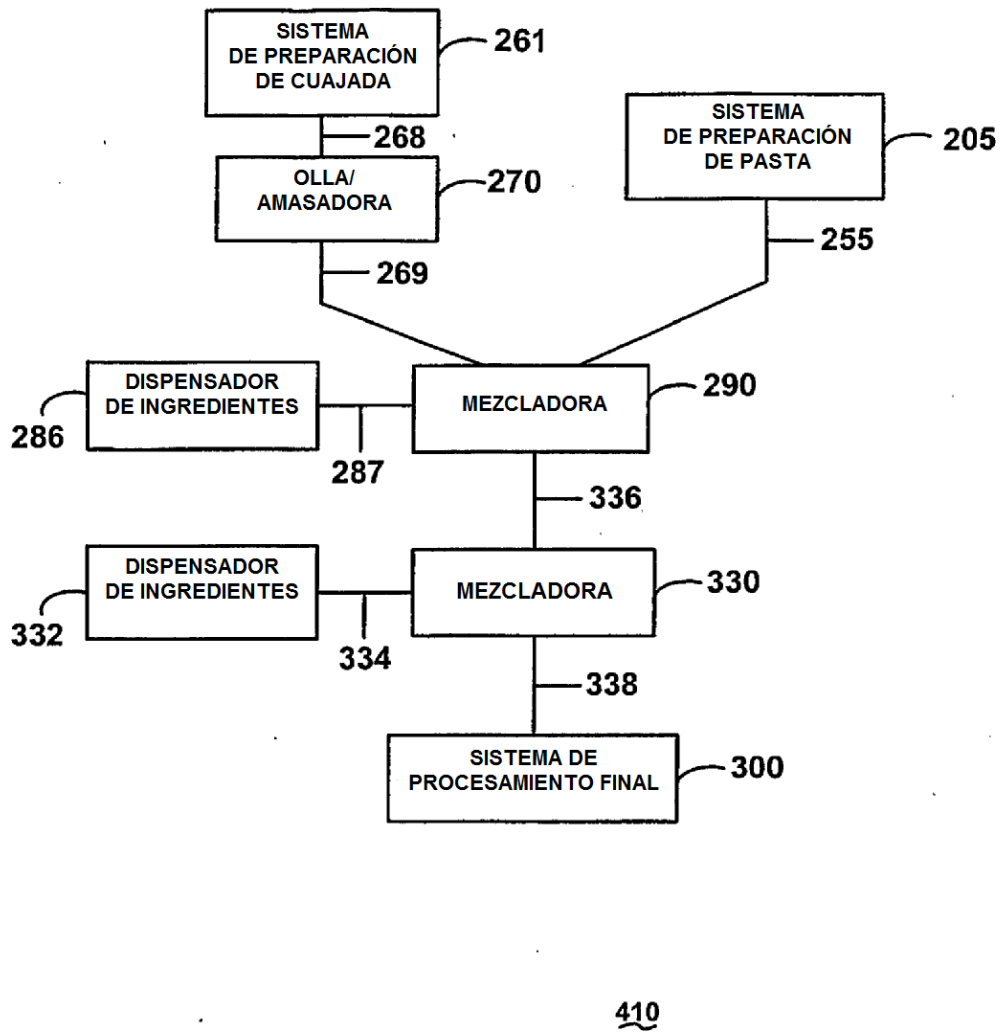 SISTEMA
DE PREPARACIÓN
DE CUAJADA
261
268
SISTEMA
DE PREPARACIÓN
DE PASTA
205
OLLA/
AMASADORA
270
255
269
DISPENSADOR
DE INGREDIENTES
286
287
MEZCLADORA
290
336
DISPENSADOR
DE INGREDIENTES
332
334
MEZCLADORA
330
338
SISTEMA DE
PROCESAMIENTO FINAL
300
410